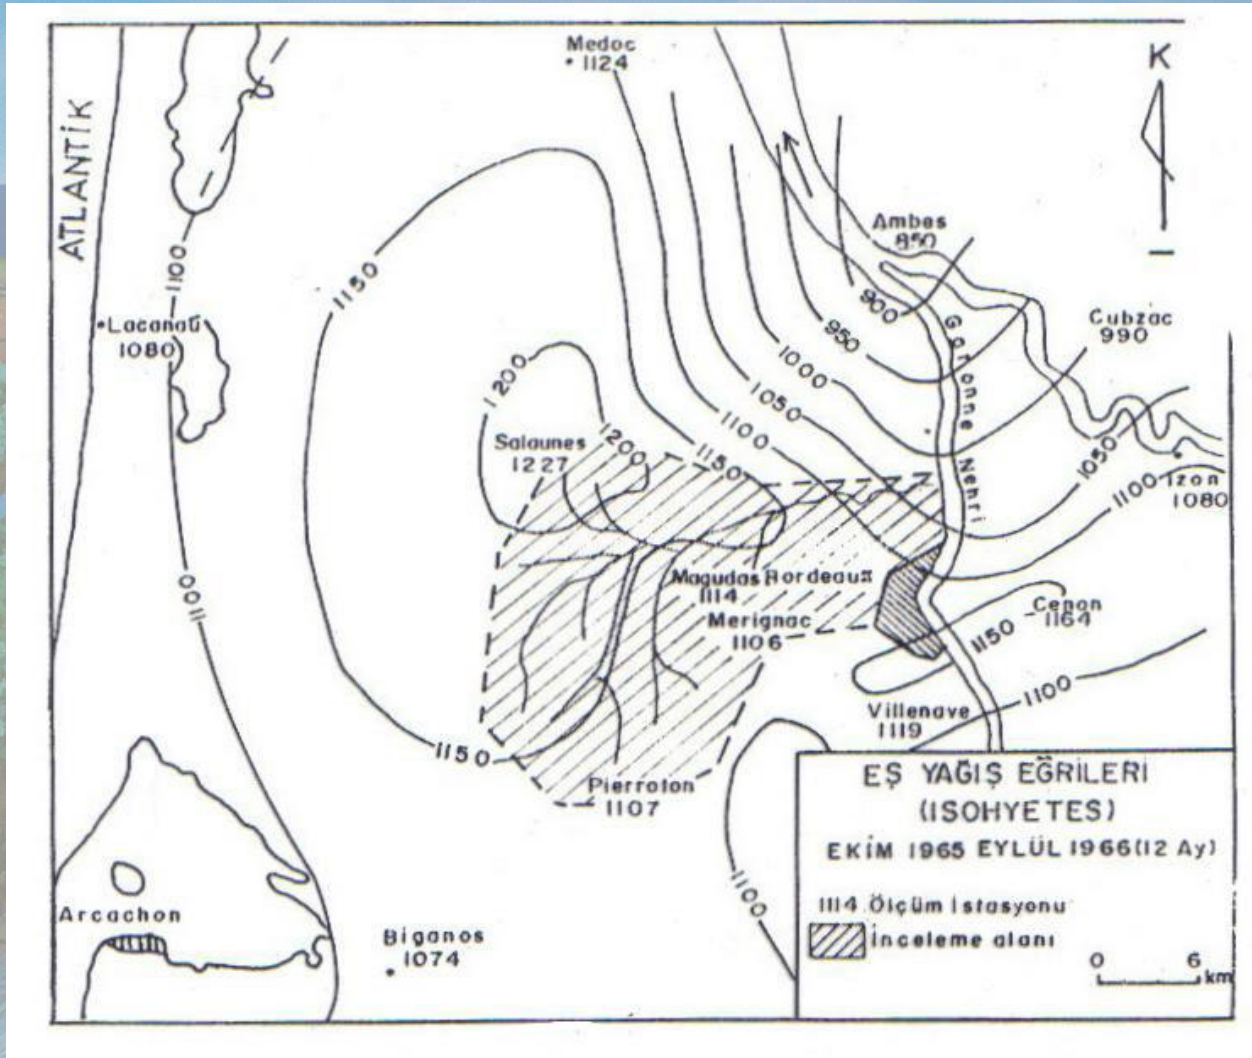 Medoc
1124
K
ATLANTİK
Ambes
850
1100
1150
Lacanau
1080
900
Cubzac
990
950
Garonne Nehri
1000
1200
1050
1100
Salaunes
1227
1200
1150
1050
1100
Izon
1080
Magudas
1114
Bordeaux
Merignac
1106
1100
Cenon
1164
1150
1100
Villenave
1119
1150
Pierroton
1107
1100
EŞ YAĞIŞ EĞRİLERİ
(ISOHYETES)
EKİM 1965 EYLÜL 1966(12 Ay)
1114 Ölçüm İstasyonu
İnceleme alanı
0 6
km
Arcachon
Biganos
1074